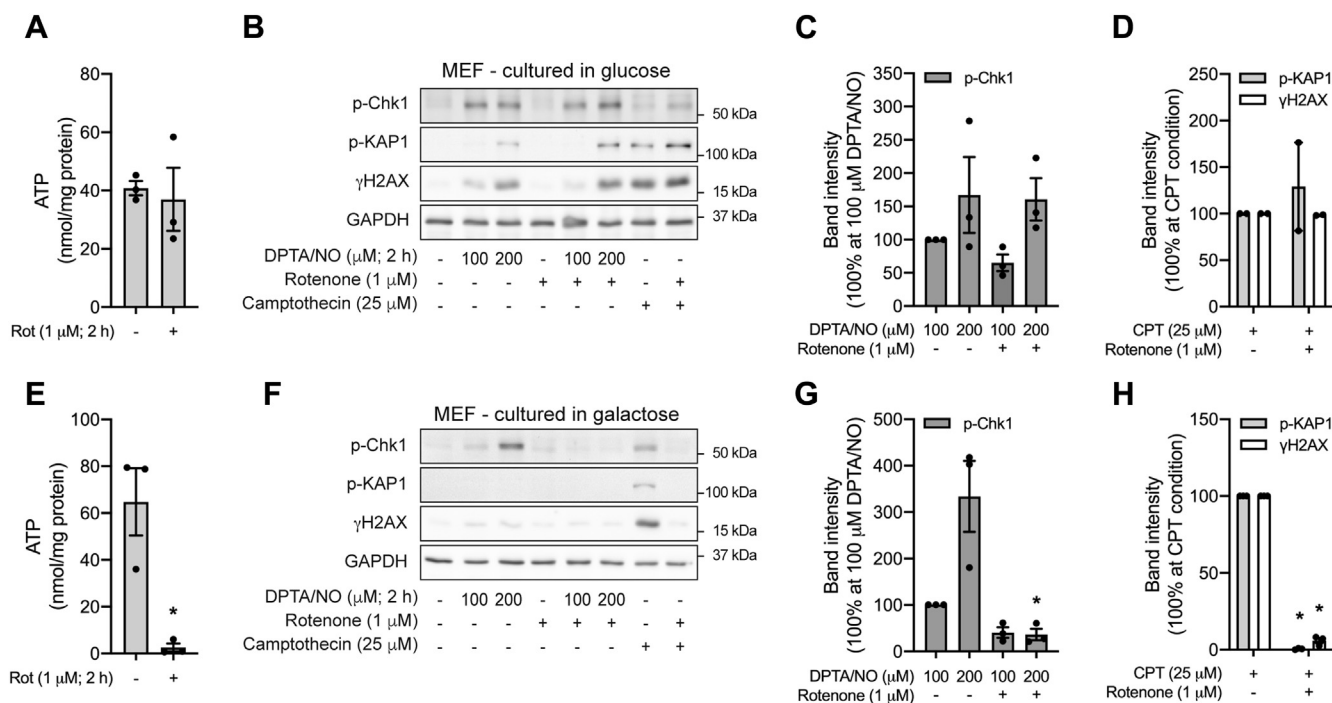 A
ATP
(nmol/mg protein)
80
60
40
20
0
Rot (1 μM; 2 h) - +
B
MEF - cultured in glucose
p-Chk1
50 kDa
p-KAP1
100 kDa
γH2AX
15 kDa
GAPDH
37 kDa
DPTA/NO (μM; 2 h) - 100 200 - 100 200 - -
Rotenone (1 μM) - - - + + + - +
Camptothecin (25 μM) - - - - - - + +
C
p-Chk1
Band intensity
(100% at 100 μM DPTA/NO)
350
300
250
200
150
100
50
0
DPTA/NO (μM) 100 200 100 200
Rotenone (1 μM) - - + +
D
p-KAP1
γH2AX
Band intensity
(100% at CPT condition)
250
200
150
100
50
0
CPT (25 μM) + +
Rotenone (1 μM) - +
E
ATP
(nmol/mg protein)
100
80
60
40
20
0
*
Rot (1 μM; 2 h) - +
F
MEF - cultured in galactose
p-Chk1
50 kDa
p-KAP1
100 kDa
γH2AX
15 kDa
GAPDH
37 kDa
DPTA/NO (μM; 2 h) - 100 200 - 100 200 - -
Rotenone (1 μM) - - - + + + - +
Camptothecin (25 μM) - - - - - - + +
G
p-Chk1
Band intensity
(100% at 100 μM DPTA/NO)
500
400
300
200
100
0
*
DPTA/NO (μM) 100 200 100 200
Rotenone (1 μM) - - + +
H
p-KAP1
γH2AX
Band intensity
(100% at CPT condition)
150
100
50
0
* *
CPT (25 μM) + +
Rotenone (1 μM) - +